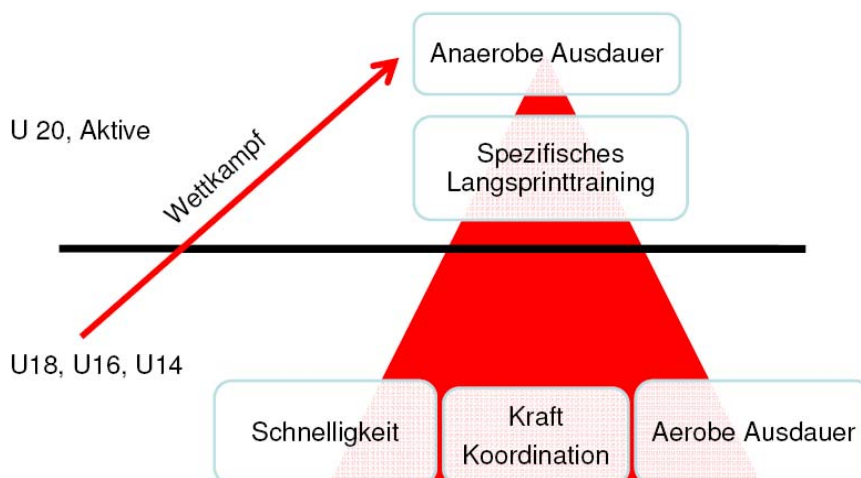 Anaerobe Ausdauer
U 20, Aktive
Wettkampf
Spezifisches
Langsprinttraining
U18, U16, U14
Schnelligkeit
Kraft
Koordination
Aerobe Ausdauer